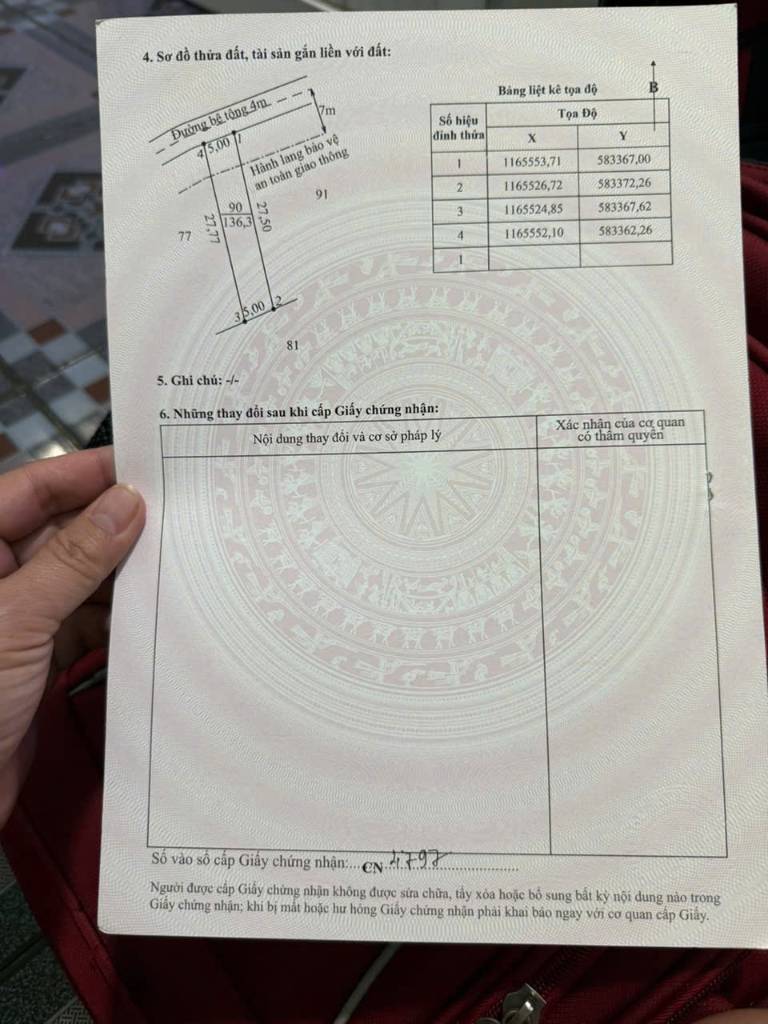 4. Sơ đồ thửa đất, tài sản gắn liền với đất:
Đường bê tông 4m
7m
4 5,00 1
Hành lang bảo vệ
an toàn giao thông
91
90
136,3
27,77
27,50
77
3 5,00 2
81
Bảng liệt kê tọa độ
B
Số hiệu đỉnh thửa Tọa Độ
X Y
1 1165553,71 583367,00
2 1165526,72 583372,26
3 1165524,85 583367,62
4 1165552,10 583362,26
1
5. Ghi chú: -/-
6. Những thay đổi sau khi cấp Giấy chứng nhận:
Nội dung thay đổi và cơ sở pháp lý
Xác nhận của cơ quan
có thẩm quyền
Số vào sổ cấp Giấy chứng nhận:... CN 4797
Người được cấp Giấy chứng nhận không được sửa chữa, tẩy xóa hoặc bổ sung bất kỳ nội dung nào trong
Giấy chứng nhận; khi bị mất hoặc hư hỏng Giấy chứng nhận phải khai báo ngay với cơ quan cấp Giấy.